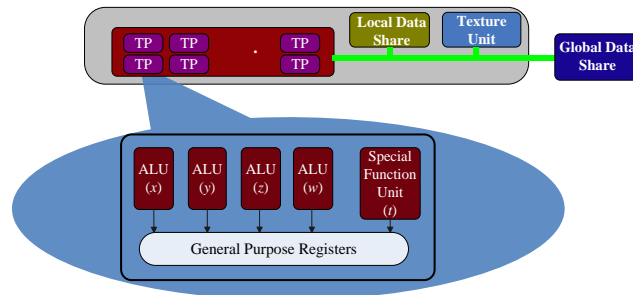 TP TP TP
TP TP TP
Local Data
Share
Texture
Unit
Global Data
Share
ALU
(x)
ALU
(y)
ALU
(z)
ALU
(w)
Special
Function
Unit
(t)
General Purpose Registers